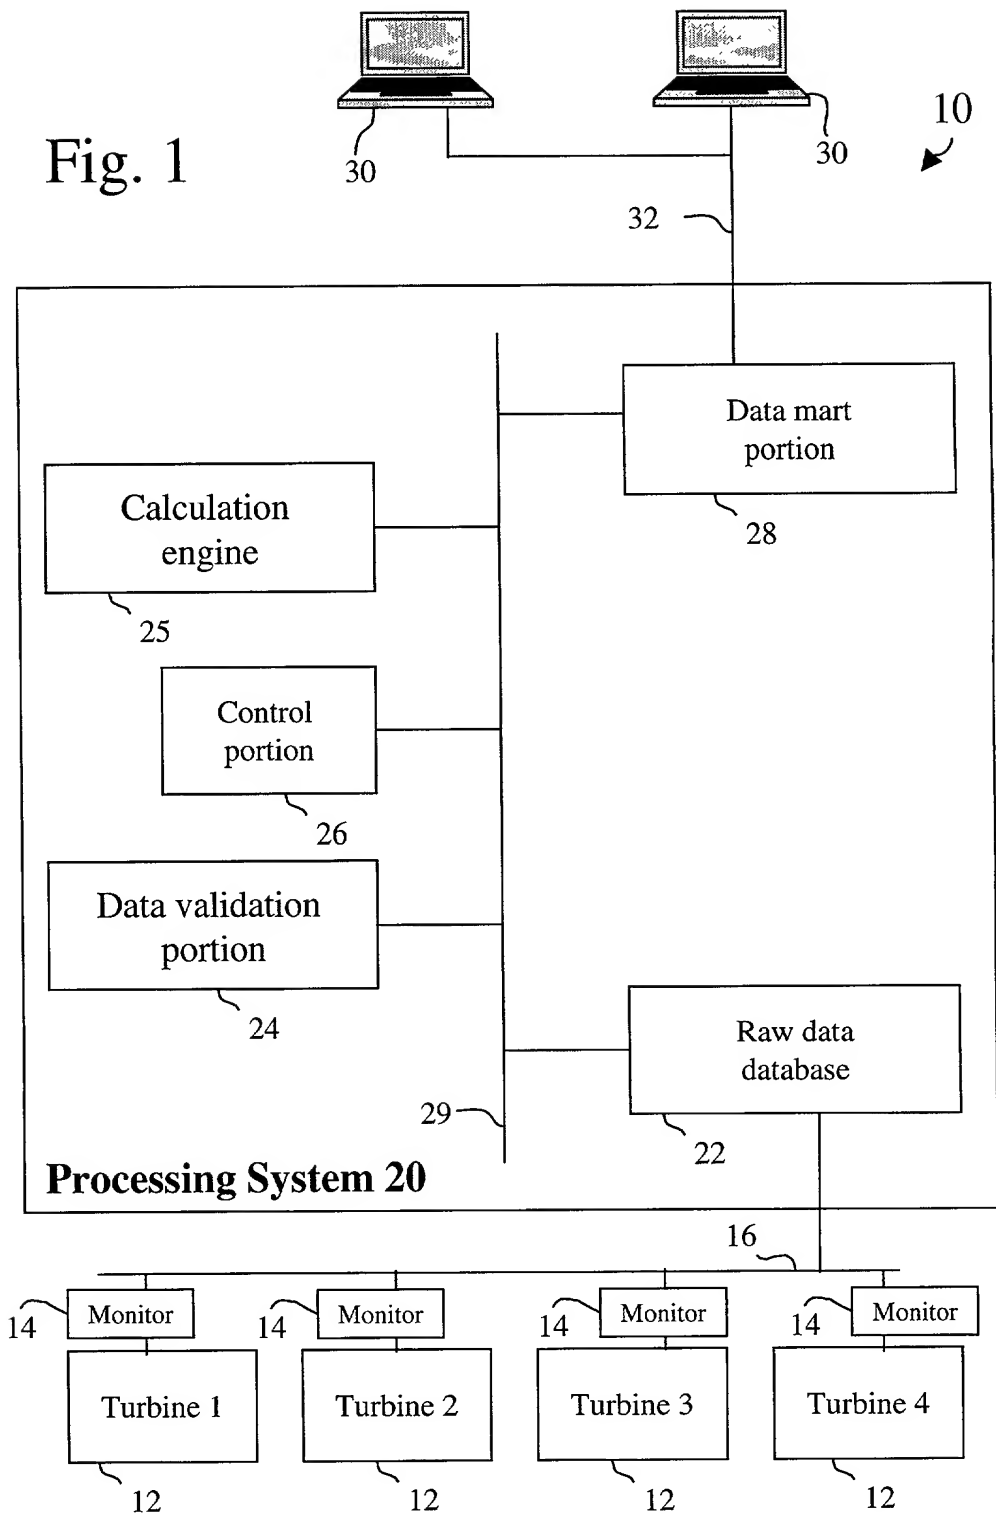 10
Fig. 1
30
30
32
Data mart
portion
28
Calculation
engine
25
Control
portion
26
Data validation
portion
24
Raw data
database
22
29
Processing System 20
16
14
Monitor
14
Monitor
14
Monitor
14
Monitor
Turbine 1
Turbine 2
Turbine 3
Turbine 4
12
12
12
12